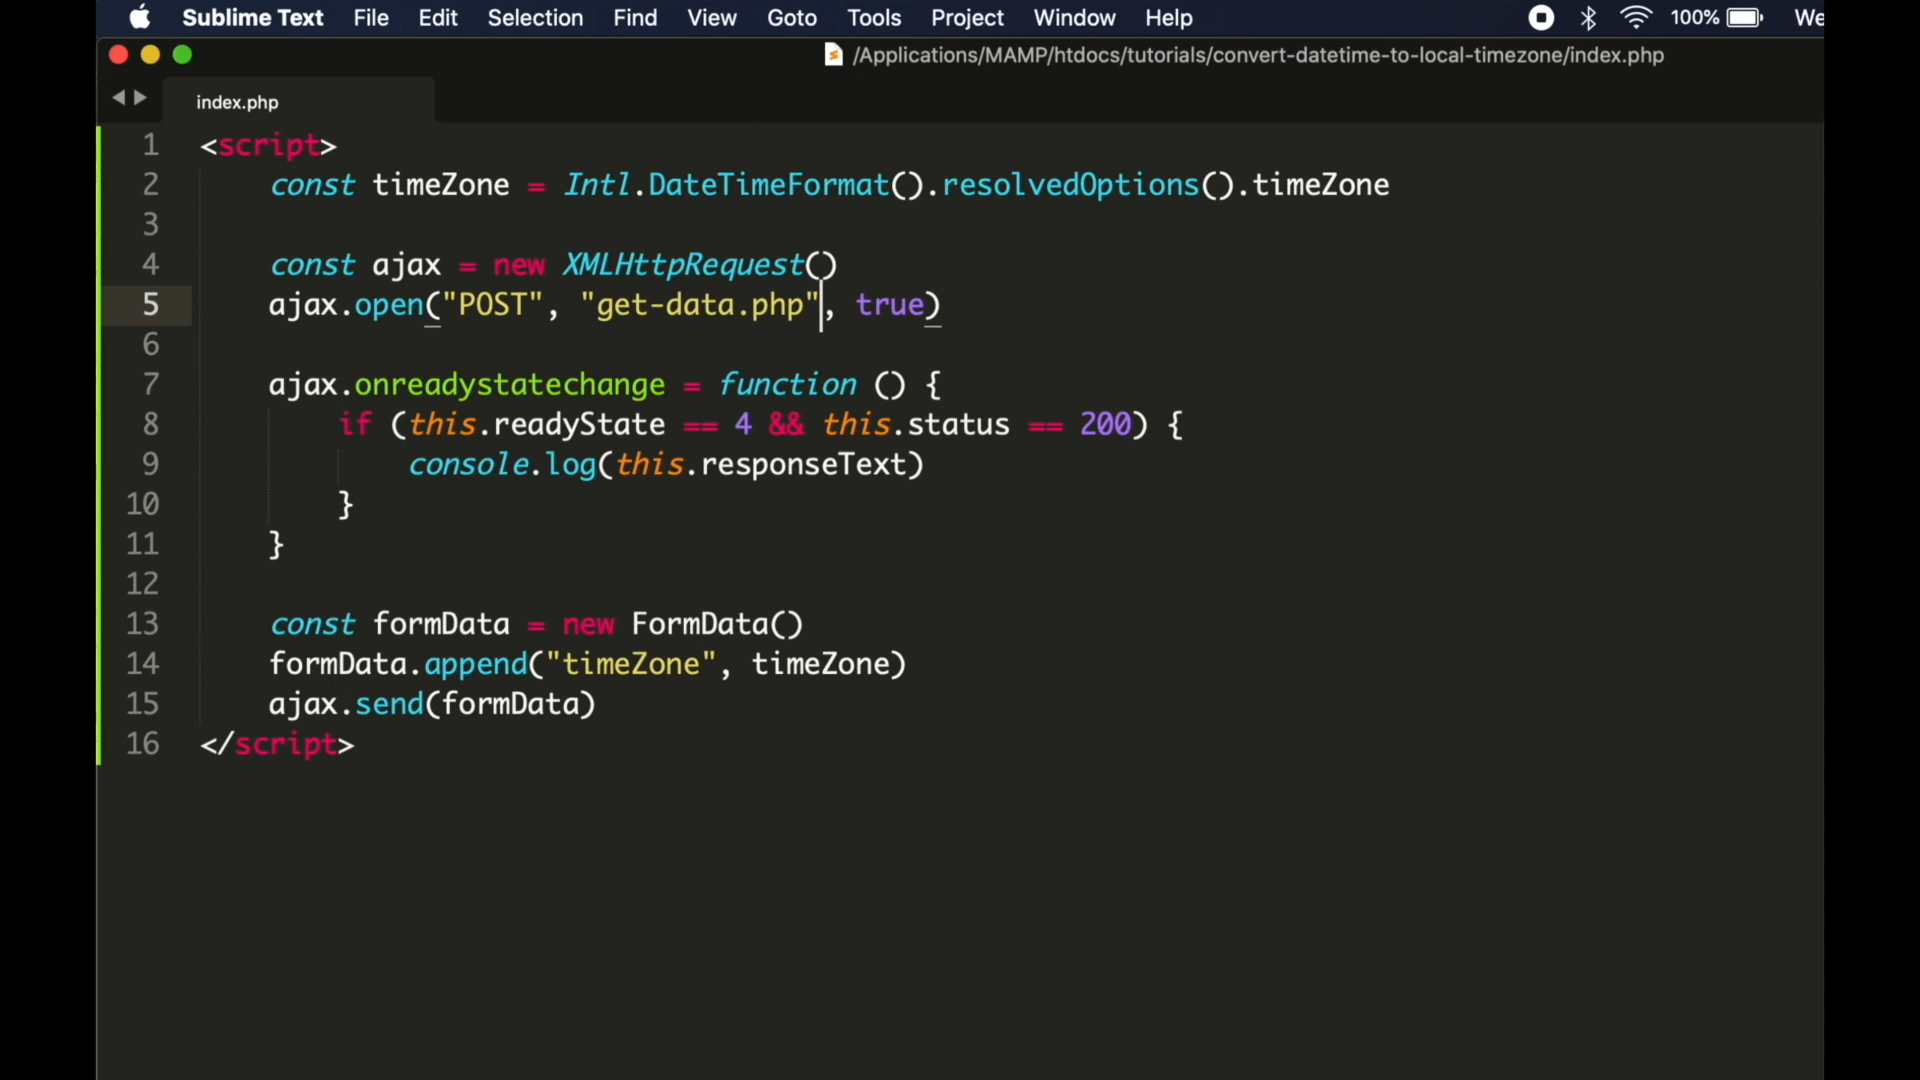 Sublime Text File Edit Selection Find View Goto Tools Project Window Help 100% We
/Applications/MAMP/htdocs/tutorials/convert-datetime-to-local-timezone/index.php
index.php
1 <script>
2 const timeZone = Intl.DateTimeFormat().resolvedOptions().timeZone
3
4 const ajax = new XMLHttpRequest()
5 ajax.open("POST", "get-data.php", true)
6
7 ajax.onreadystatechange = function () {
8 if (this.readyState == 4 && this.status == 200) {
9 console.log(this.responseText)
10 }
11 }
12
13 const formData = new FormData()
14 formData.append("timeZone", timeZone)
15 ajax.send(formData)
16 </script>